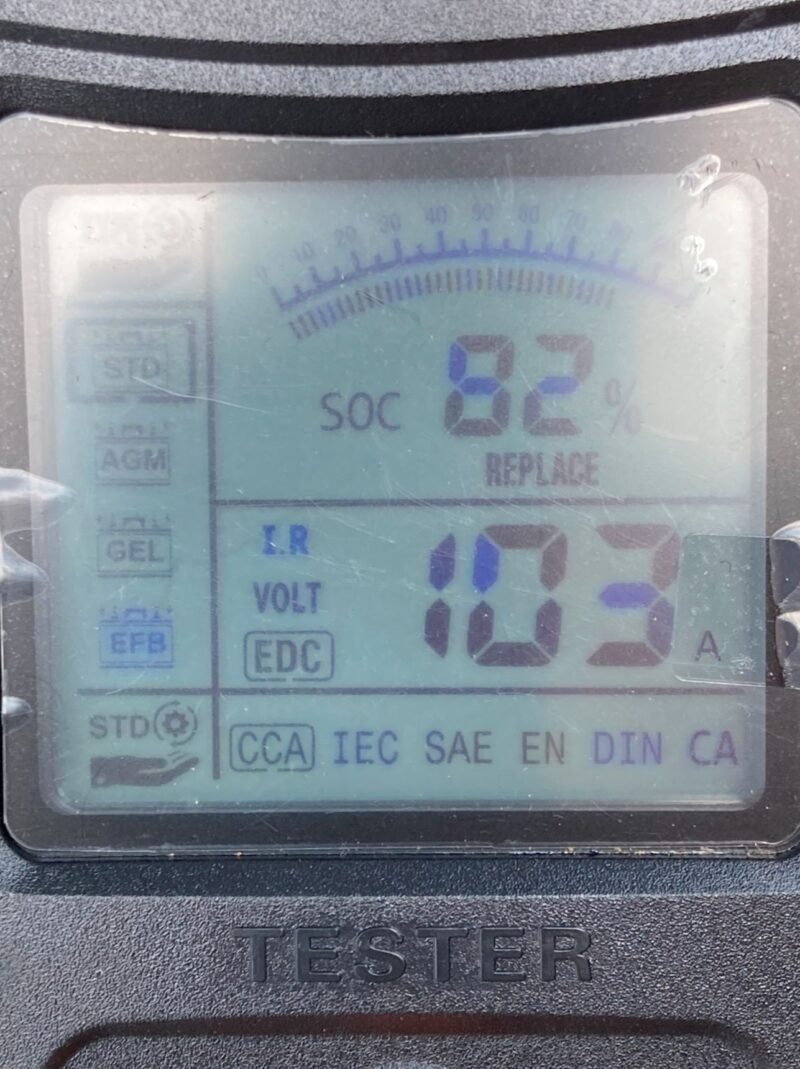 0 10 20 30 40 50 60 70
STD
SOC 82 %
AGM
REPLACE
GEL
I.R
VOLT
EDC
103 A
EFB
STD
CCA IEC SAE EN DIN CA
TESTER